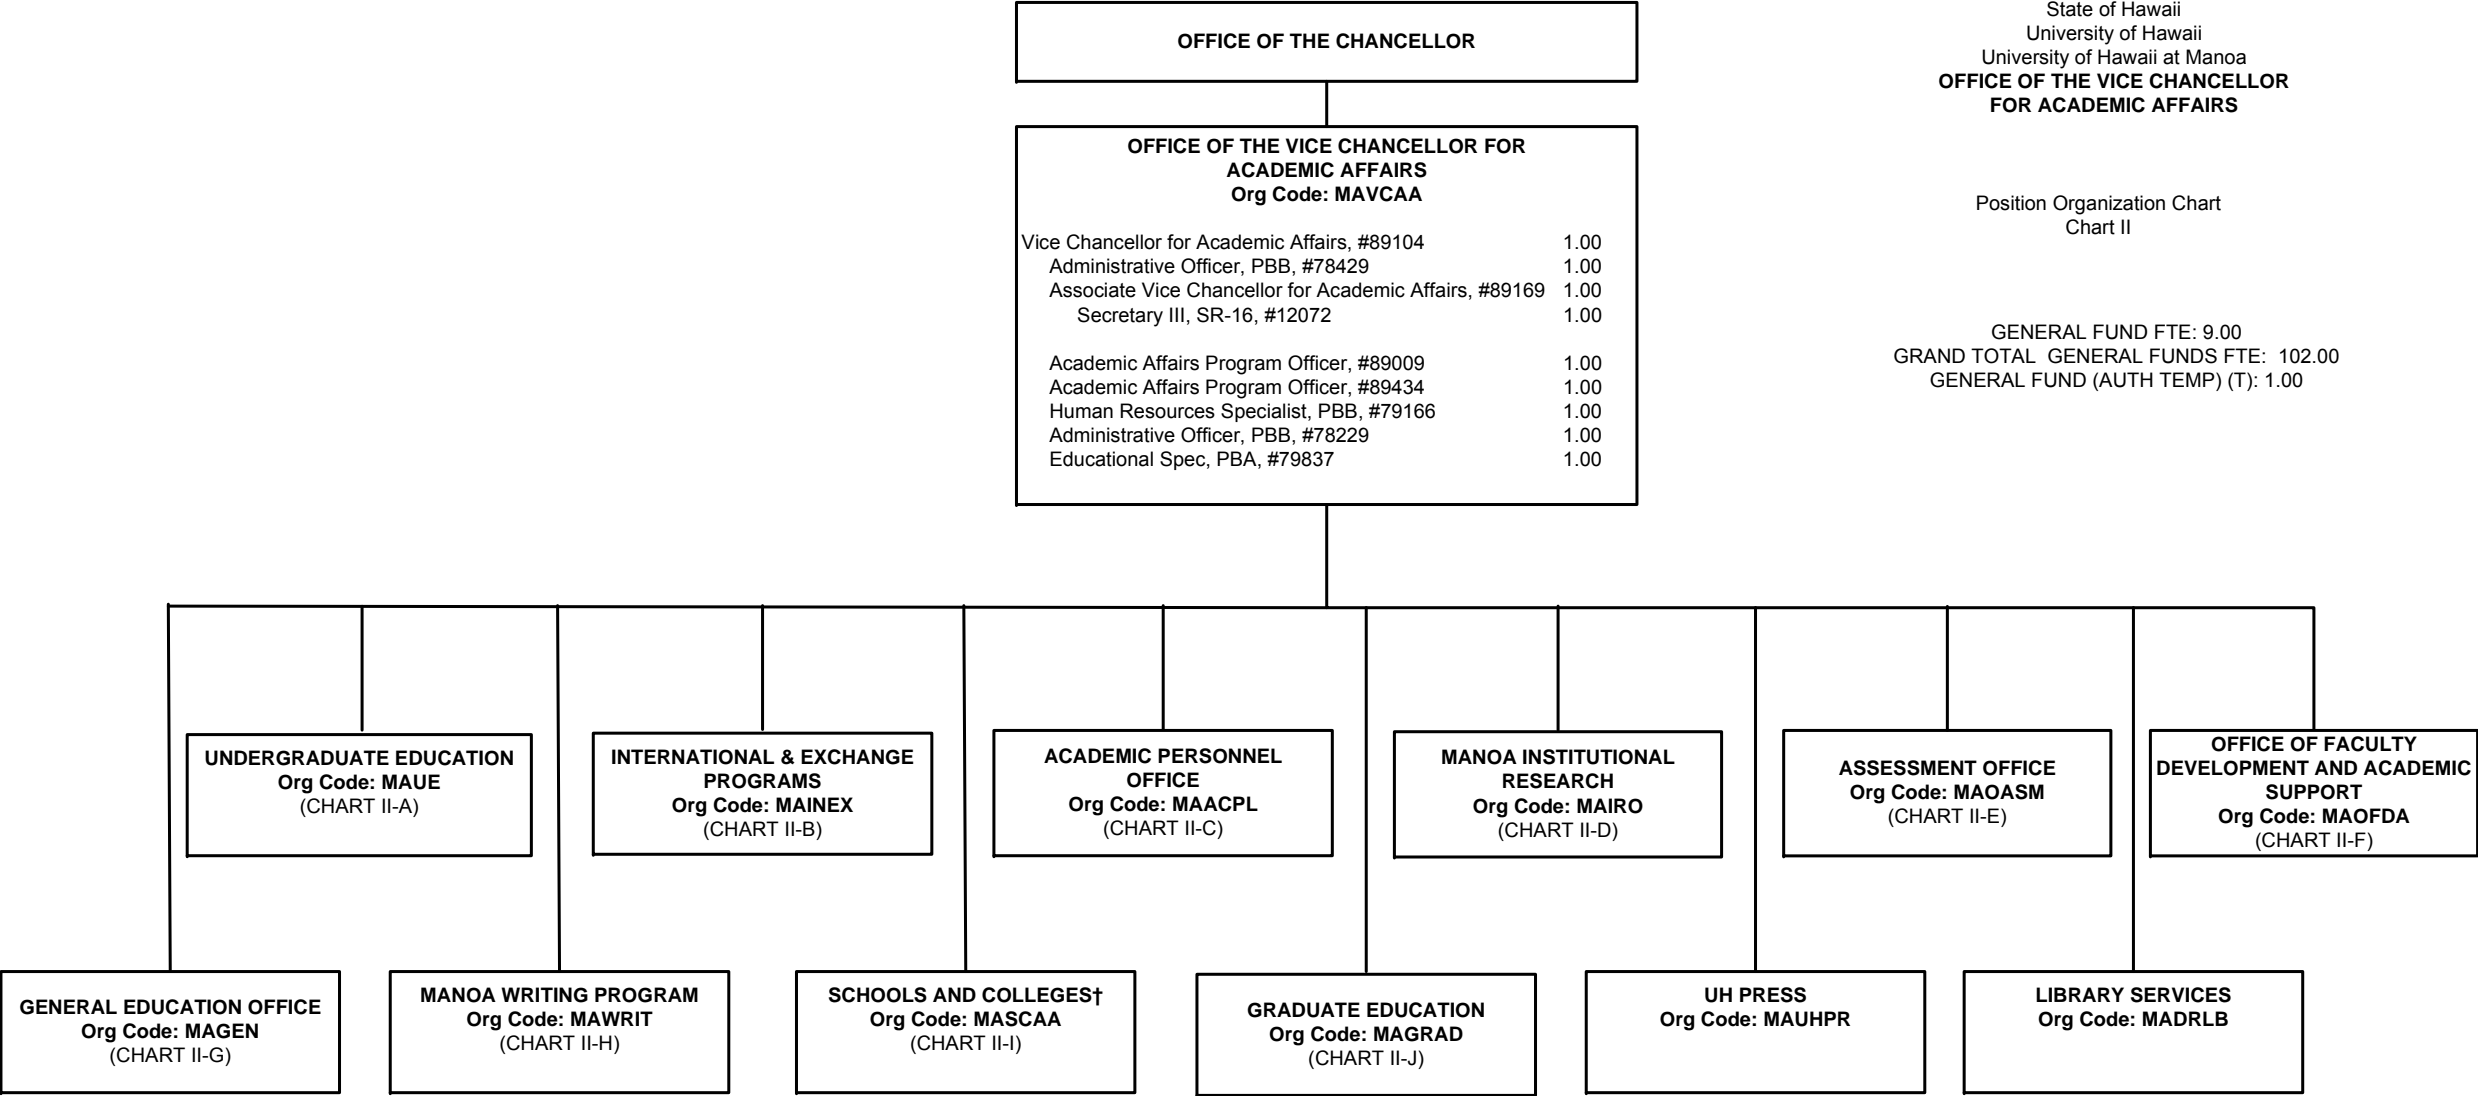 OFFICE OF THE CHANCELLOR
State of Hawaii
University of Hawaii
University of Hawaii at Manoa
OFFICE OF THE VICE CHANCELLOR
FOR ACADEMIC AFFAIRS
Position Organization Chart
Chart II
GENERAL FUND FTE: 9.00
GRAND TOTAL GENERAL FUNDS FTE: 102.00
GENERAL FUND (AUTH TEMP) (T): 1.00
OFFICE OF THE VICE CHANCELLOR FOR
ACADEMIC AFFAIRS
Org Code: MAVCAA
Vice Chancellor for Academic Affairs, #89104 1.00
Administrative Officer, PBB, #78429 1.00
Associate Vice Chancellor for Academic Affairs, #89169 1.00
Secretary III, SR-16, #12072 1.00
Academic Affairs Program Officer, #89009 1.00
Academic Affairs Program Officer, #89434 1.00
Human Resources Specialist, PBB, #79166 1.00
Administrative Officer, PBB, #78229 1.00
Educational Spec, PBA, #79837 1.00
UNDERGRADUATE EDUCATION
Org Code: MAUE
(CHART II-A)
INTERNATIONAL & EXCHANGE
PROGRAMS
Org Code: MAINEX
(CHART II-B)
ACADEMIC PERSONNEL
OFFICE
Org Code: MAACPL
(CHART II-C)
MANOA INSTITUTIONAL
RESEARCH
Org Code: MAIRO
(CHART II-D)
ASSESSMENT OFFICE
Org Code: MAOASM
(CHART II-E)
OFFICE OF FACULTY
DEVELOPMENT AND ACADEMIC
SUPPORT
Org Code: MAOFDA
(CHART II-F)
GENERAL EDUCATION OFFICE
Org Code: MAGEN
(CHART II-G)
MANOA WRITING PROGRAM
Org Code: MAWRIT
(CHART II-H)
SCHOOLS AND COLLEGES†
Org Code: MASCAA
(CHART II-I)
GRADUATE EDUCATION
Org Code: MAGRAD
(CHART II-J)
UH PRESS
Org Code: MAUHPR
LIBRARY SERVICES
Org Code: MADRLB